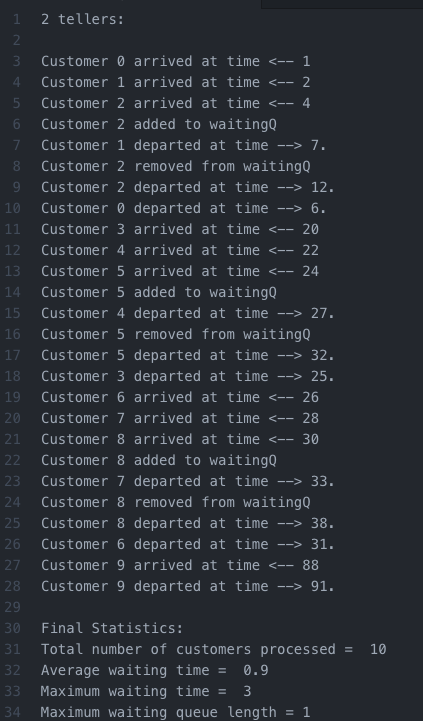 1 2 tellers:
2
3 Customer 0 arrived at time <-- 1
4 Customer 1 arrived at time <-- 2
5 Customer 2 arrived at time <-- 4
6 Customer 2 added to waitingQ
7 Customer 1 departed at time --> 7.
8 Customer 2 removed from waitingQ
9 Customer 2 departed at time --> 12.
10 Customer 0 departed at time --> 6.
11 Customer 3 arrived at time <-- 20
12 Customer 4 arrived at time <-- 22
13 Customer 5 arrived at time <-- 24
14 Customer 5 added to waitingQ
15 Customer 4 departed at time --> 27.
16 Customer 5 removed from waitingQ
17 Customer 5 departed at time --> 32.
18 Customer 3 departed at time --> 25.
19 Customer 6 arrived at time <-- 26
20 Customer 7 arrived at time <-- 28
21 Customer 8 arrived at time <-- 30
22 Customer 8 added to waitingQ
23 Customer 7 departed at time --> 33.
24 Customer 8 removed from waitingQ
25 Customer 8 departed at time --> 38.
26 Customer 6 departed at time --> 31.
27 Customer 9 arrived at time <-- 88
28 Customer 9 departed at time --> 91.
29
30 Final Statistics:
31 Total number of customers processed =  10
32 Average waiting time =  0.9
33 Maximum waiting time =  3
34 Maximum waiting queue length = 1